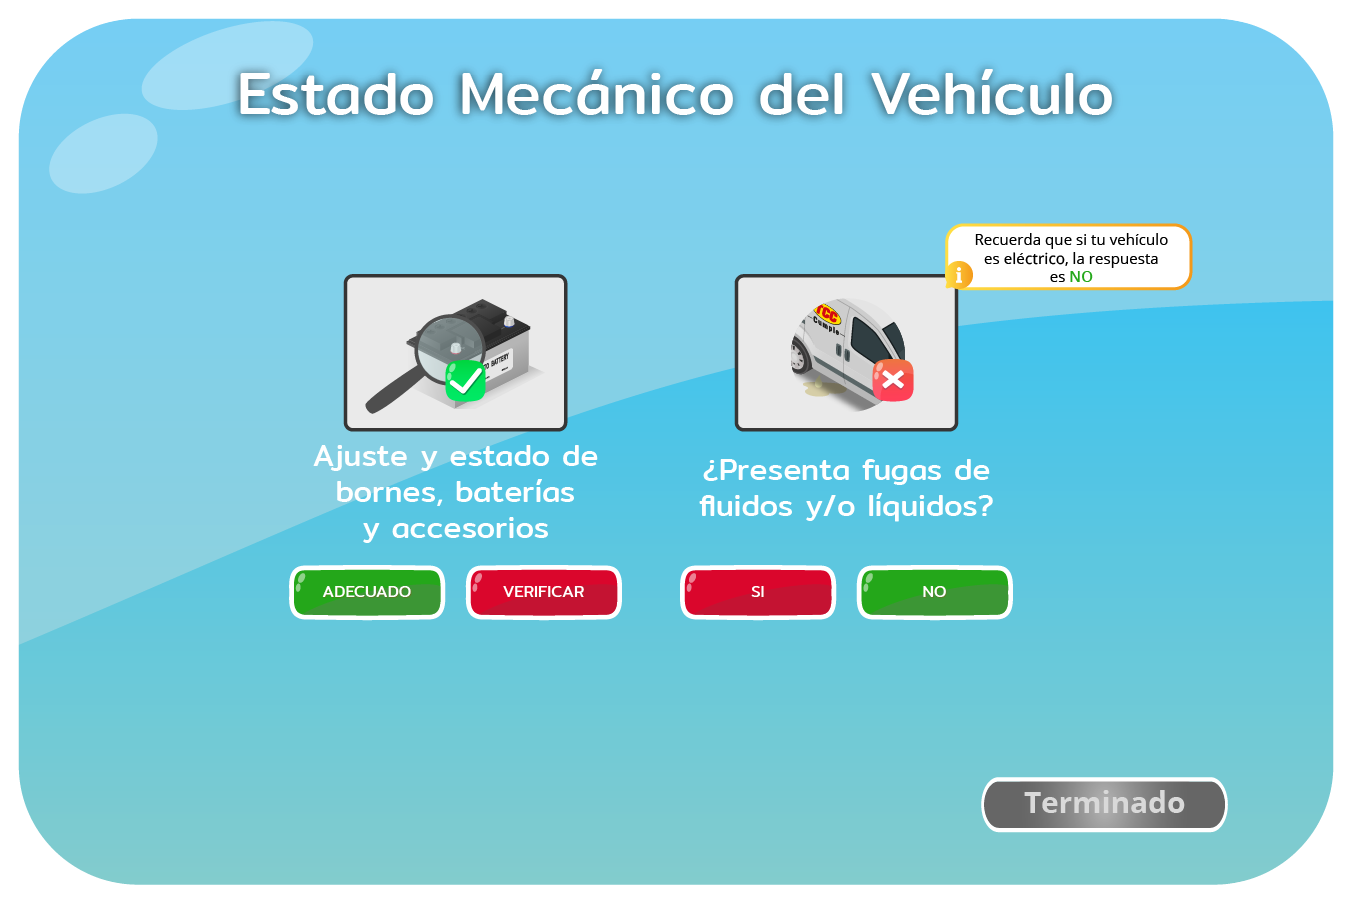 Estado Mecánico del Vehículo
Recuerda que si tu vehículo
es eléctrico, la respuesta
es NO
i
BATTERY
TCC
Cumple
Ajuste y estado de
bornes, baterías
y accesorios
¿Presenta fugas de
fluidos y/o líquidos?
ADECUADO
VERIFICAR
SI
NO
Terminado